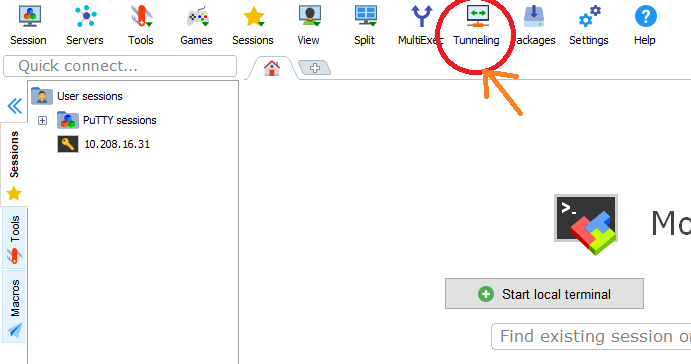 Session Servers Tools Games Sessions View Split MultiExec Tunneling Packages Settings Help
Quick connect...
User sessions
PuTTY sessions
10.208.16.31
Sessions
Tools
Macros
>_
Mo
Start local terminal
Find existing session o